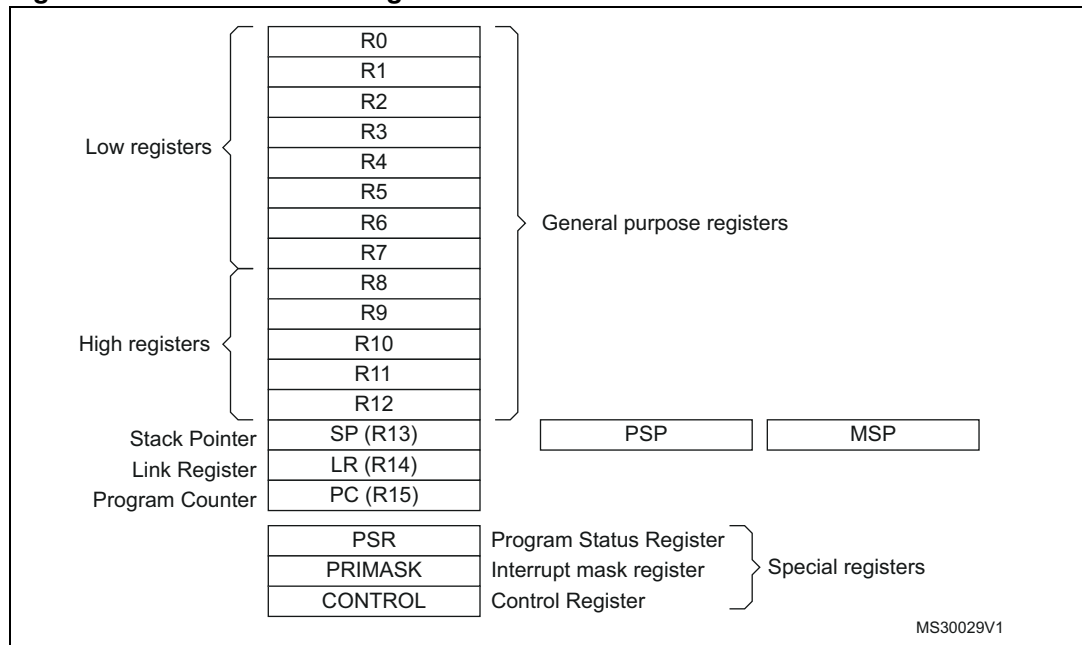 R0
R1
R2
R3
Low registers
R4
R5
R6
General purpose registers
R7
R8
R9
High registers
R10
R11
R12
Stack Pointer SP (R13) PSP MSP
Link Register LR (R14)
Program Counter PC (R15)
PSR Program Status Register
PRIMASK Interrupt mask register Special registers
CONTROL Control Register
MS30029V1